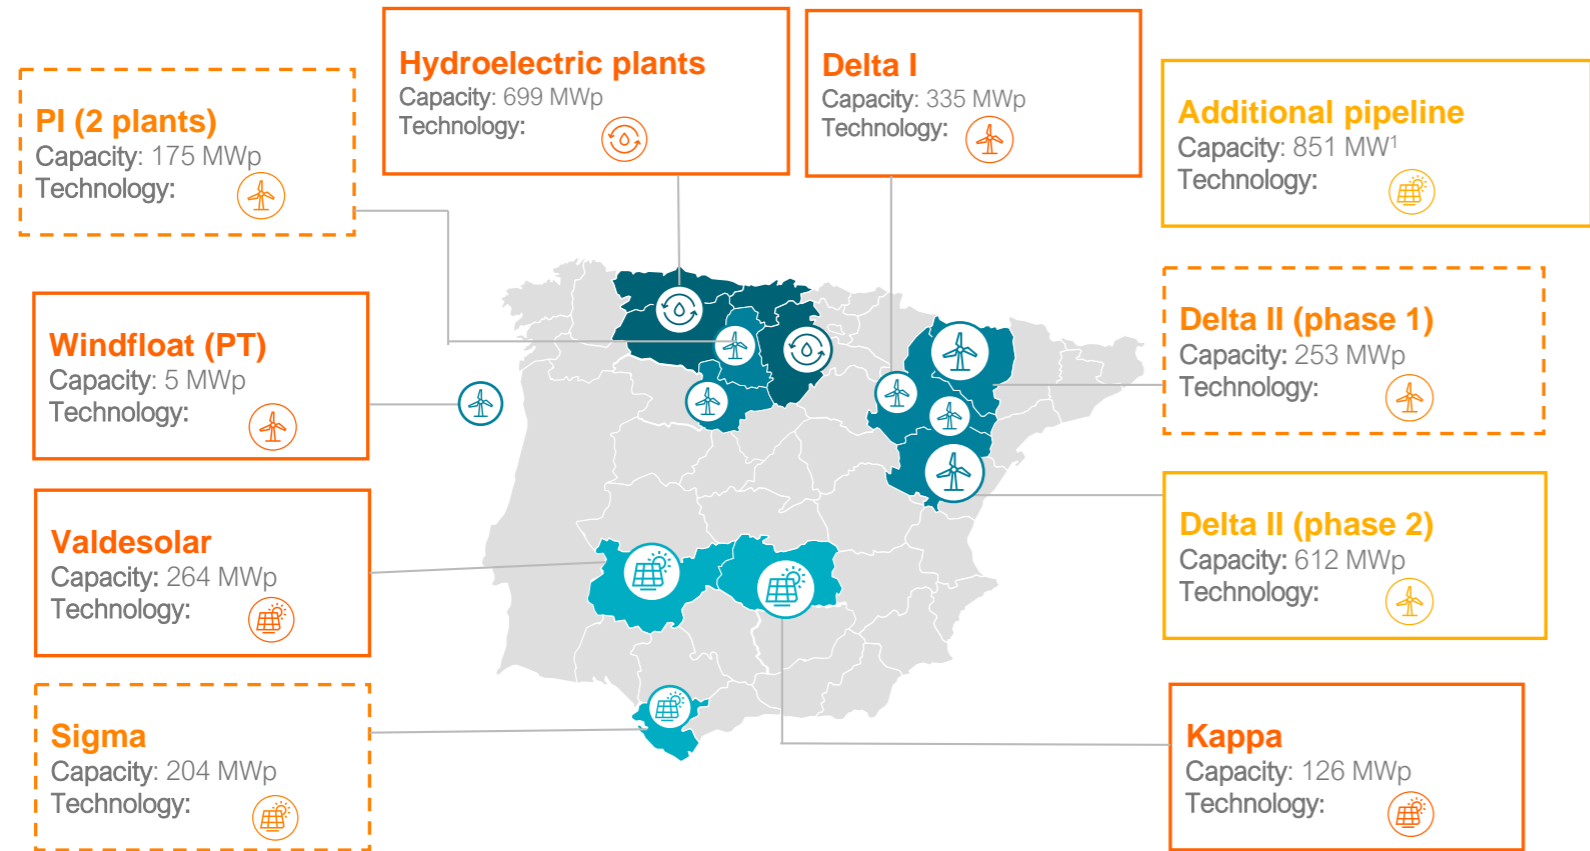 Hydroelectric plants
Capacity: 699 MWp
Technology:
Delta I
Capacity: 335 MWp
Technology:
PI (2 plants)
Capacity: 175 MWp
Technology:
Additional pipeline
Capacity: 851 MW¹
Technology:
Windfloat (PT)
Capacity: 5 MWp
Technology:
Delta II (phase 1)
Capacity: 253 MWp
Technology:
Valdesolar
Capacity: 264 MWp
Technology:
Delta II (phase 2)
Capacity: 612 MWp
Technology:
Sigma
Capacity: 204 MWp
Technology:
Kappa
Capacity: 126 MWp
Technology: